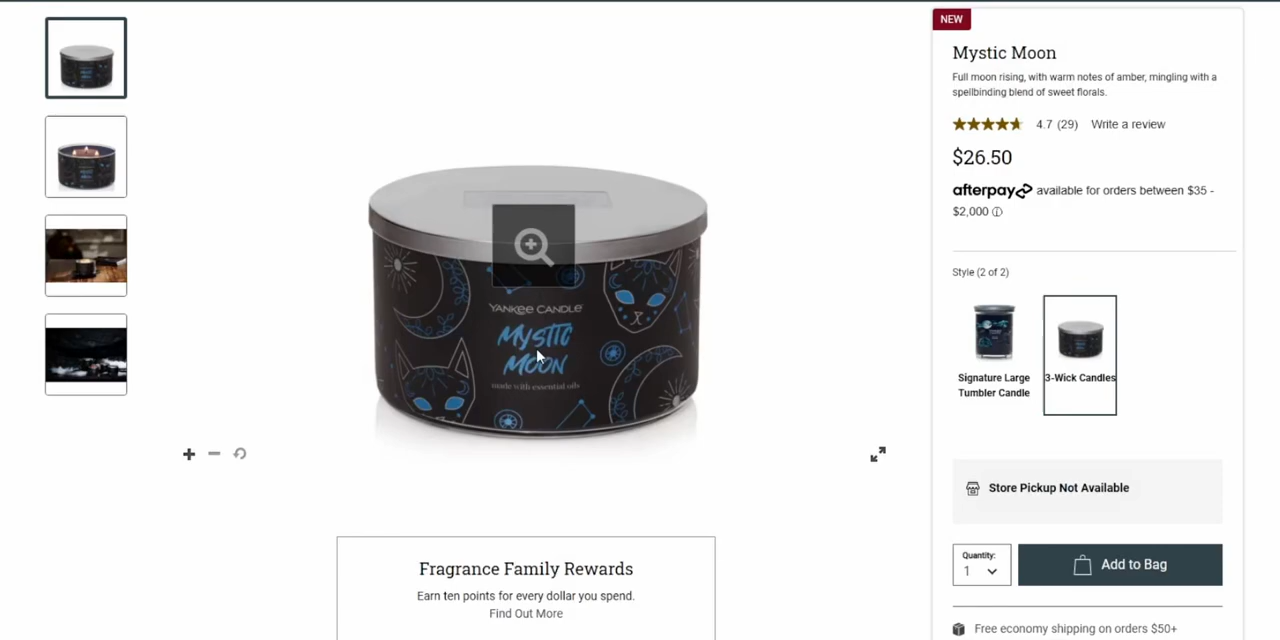 NEW
Mystic Moon
Full moon rising, with warm notes of amber, mingling with a
spellbinding blend of sweet florals.
4.7 (29) Write a review
$26.50
afterpay available for orders between $35 -
$2,000
Style (2 of 2)
Signature Large
Tumbler Candle
3-Wick Candles
Store Pickup Not Available
Quantity:
1
Add to Bag
Free economy shipping on orders $50+
YANKEE CANDLE
MYSTIC
MOON
made with essential oils
Fragrance Family Rewards
Earn ten points for every dollar you spend.
Find Out More